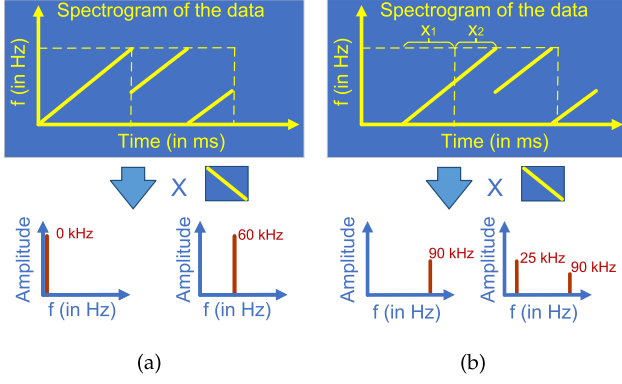 Spectrogram of the data
f (in Hz)
Time (in ms)
X
Amplitude
0 kHz
f (in Hz)
Amplitude
60 kHz
f (in Hz)
(a)
Spectrogram of the data
x₁ x₂
f (in Hz)
Time (in ms)
X
Amplitude
90 kHz
f (in Hz)
Amplitude
25 kHz
90 kHz
f (in Hz)
(b)